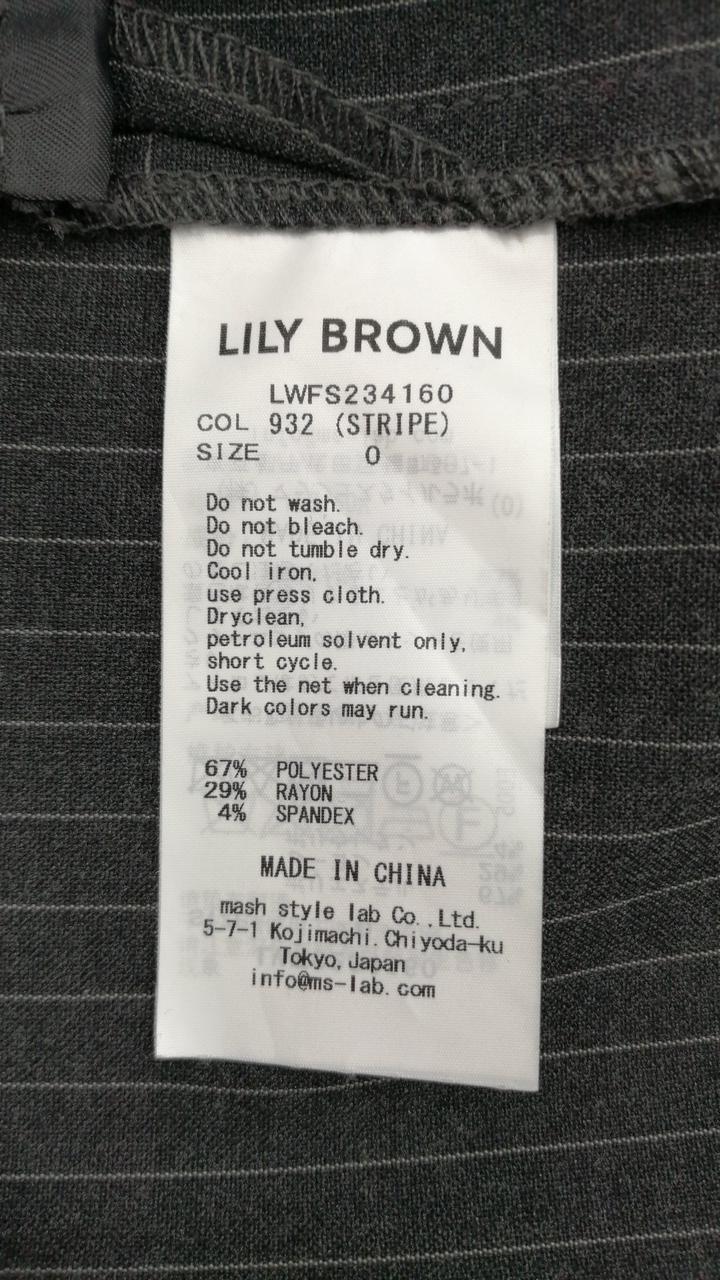 LILY BROWN
LWFS234160
COL 932 (STRIPE)
SIZE 0
Do not wash.
Do not bleach.
Do not tumble dry.
Cool iron,
use press cloth.
Dryclean,
petroleum solvent only,
short cycle.
Use the net when cleaning.
Dark colors may run.
67% POLYESTER
29% RAYON
4% SPANDEX
MADE IN CHINA
mash style lab Co.,Ltd.
5-7-1 Kojimachi.Chiyoda-ku
Tokyo,Japan
info@ms-lab.com